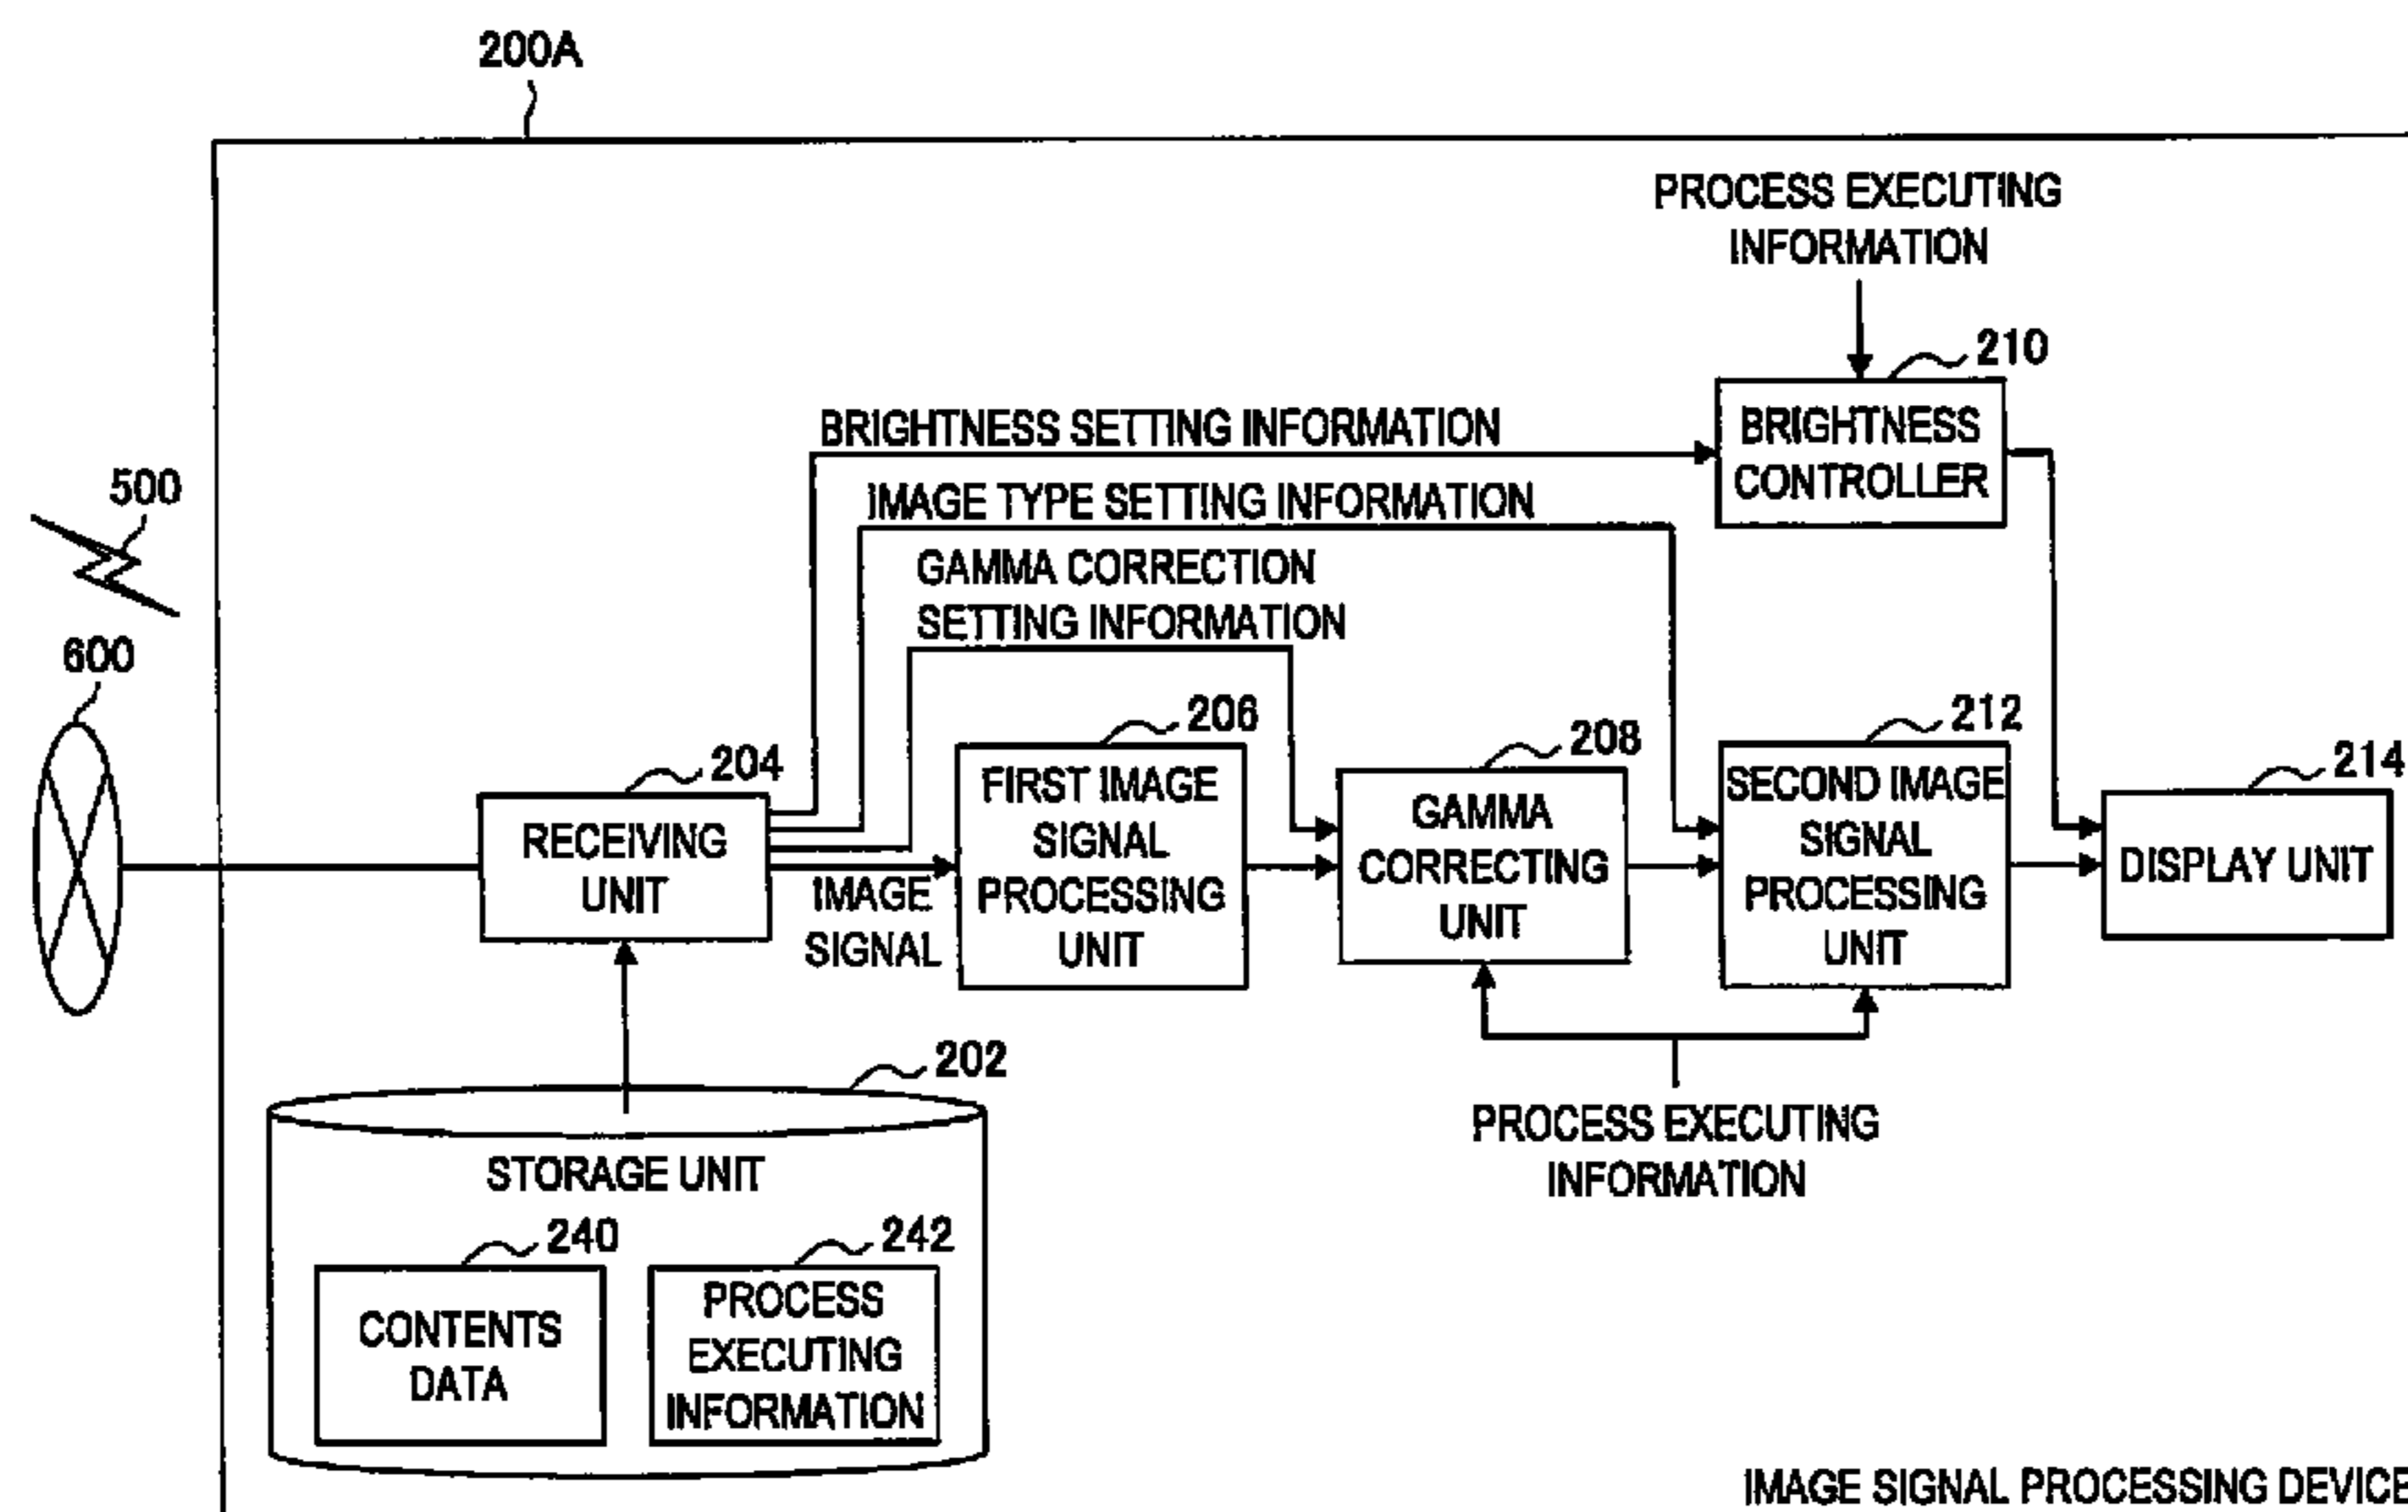 200A
PROCESS EXECUTING
INFORMATION
210
BRIGHTNESS
CONTROLLER
BRIGHTNESS SETTING INFORMATION
IMAGE TYPE SETTING INFORMATION
GAMMA CORRECTION
SETTING INFORMATION
500
600
204
RECEIVING
UNIT
IMAGE
SIGNAL
206
FIRST IMAGE
SIGNAL
PROCESSING
UNIT
208
GAMMA
CORRECTING
UNIT
212
SECOND IMAGE
SIGNAL
PROCESSING
UNIT
214
DISPLAY UNIT
PROCESS EXECUTING
INFORMATION
202
STORAGE UNIT
240
CONTENTS
DATA
242
PROCESS
EXECUTING
INFORMATION
IMAGE SIGNAL PROCESSING DEVICE